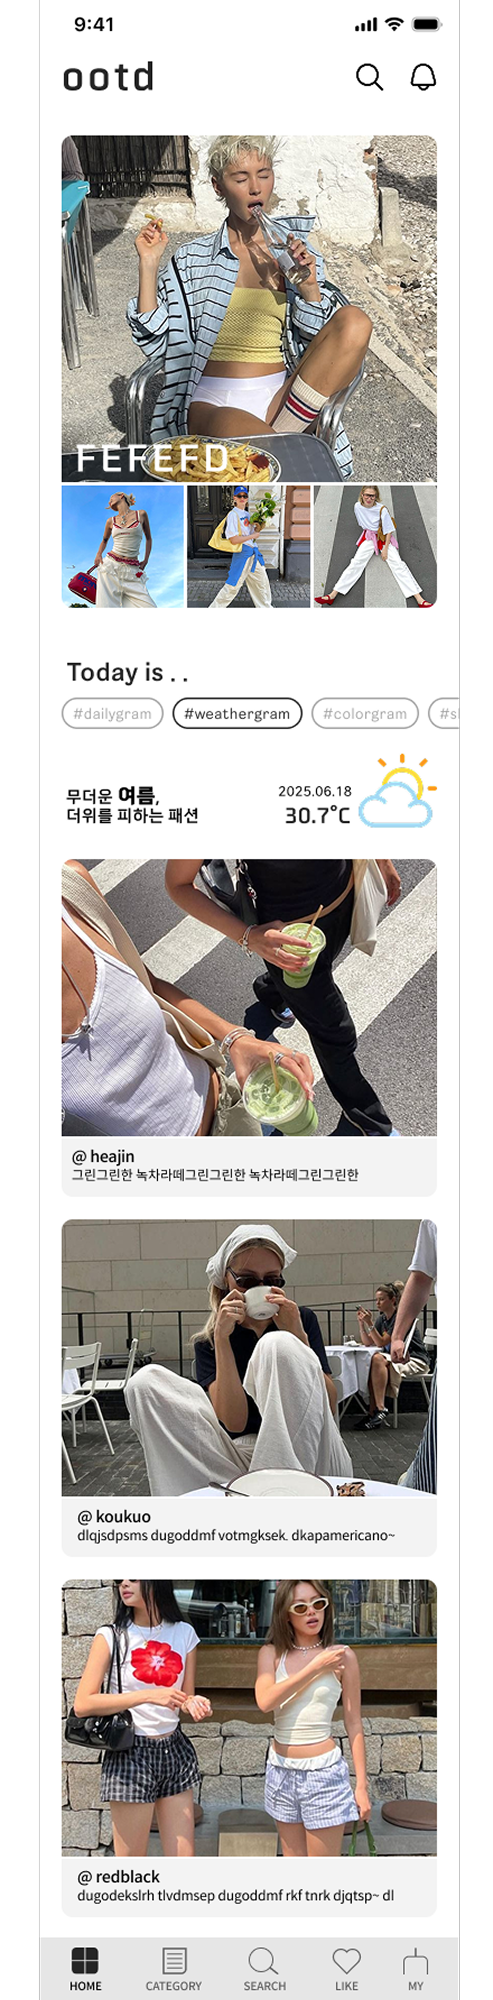 9:41
ootd
FEFEFD
Today is . .
#dailygram #weathergram #colorgram
무더운 여름,
더위를 피하는 패션
2025.06.18
30.7°C
@ heajin
그린그린한 녹차라떼그린그린한 녹차라떼그린그린한
@ koukuo
dlqjsdpsms dugoddmf votmgksek. dkapamericano~
@ redblack
dugodekslrh tlvdmsep dugoddmf rkf tnrk djqtsp~ dl
HOME CATEGORY SEARCH LIKE MY